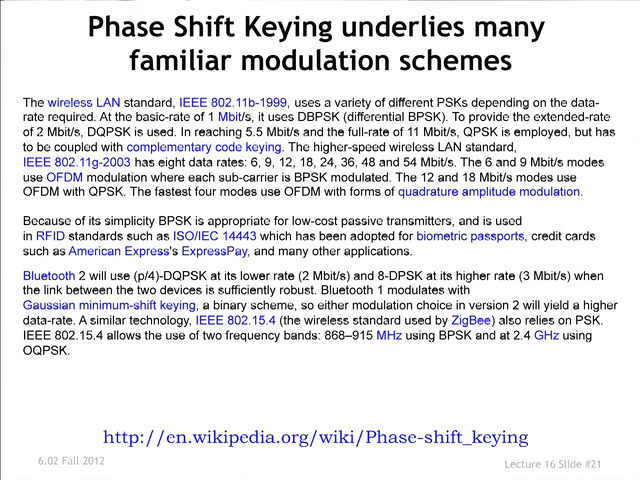 Phase Shift Keying underlies many
familiar modulation schemes
The wireless LAN standard, IEEE 802.11b-1999, uses a variety of different PSKs depending on the data-
rate required. At the basic-rate of 1 Mbit/s, it uses DBPSK (differential BPSK). To provide the extended-rate
of 2 Mbit/s, DQPSK is used. In reaching 5.5 Mbit/s and the full-rate of 11 Mbit/s, QPSK is employed, but has
to be coupled with complementary code keying. The higher-speed wireless LAN standard,
IEEE 802.11g-2003 has eight data rates: 6, 9, 12, 18, 24, 36, 48 and 54 Mbit/s. The 6 and 9 Mbit/s modes
use OFDM modulation where each sub-carrier is BPSK modulated. The 12 and 18 Mbit/s modes use
OFDM with QPSK. The fastest four modes use OFDM with forms of quadrature amplitude modulation.
Because of its simplicity BPSK is appropriate for low-cost passive transmitters, and is used
in RFID standards such as ISO/IEC 14443 which has been adopted for biometric passports, credit cards
such as American Express's ExpressPay, and many other applications.
Bluetooth 2 will use (p/4)-DQPSK at its lower rate (2 Mbit/s) and 8-DPSK at its higher rate (3 Mbit/s) when
the link between the two devices is sufficiently robust. Bluetooth 1 modulates with
Gaussian minimum-shift keying, a binary scheme, so either modulation choice in version 2 will yield a higher
data-rate. A similar technology, IEEE 802.15.4 (the wireless standard used by ZigBee) also relies on PSK.
IEEE 802.15.4 allows the use of two frequency bands: 868–915 MHz using BPSK and at 2.4 GHz using
OQPSK.
http://en.wikipedia.org/wiki/Phase-shift_keying
6.02 Fall 2012
Lecture 16 Slide #21